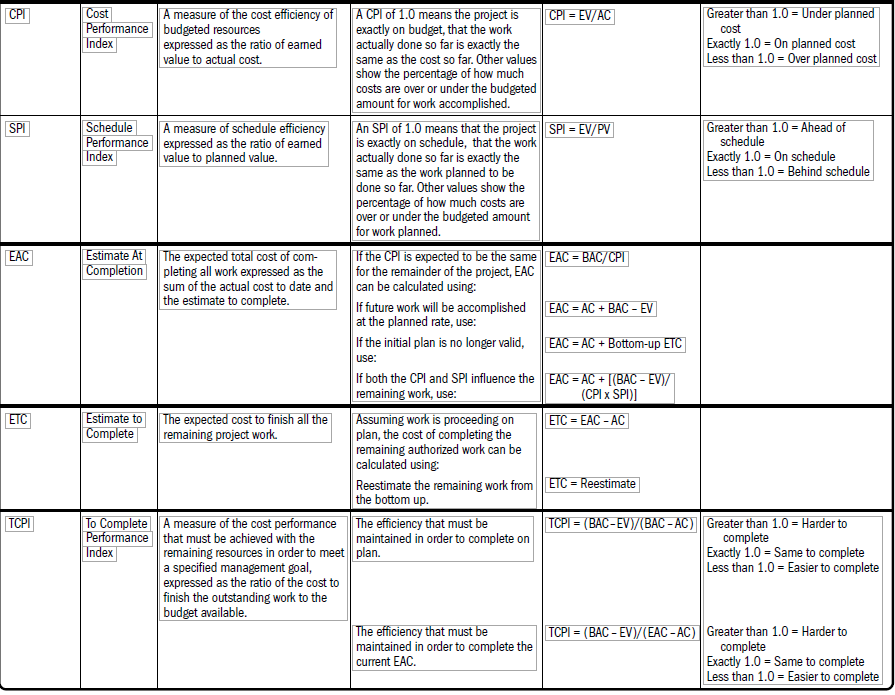 CPI
Cost
Performance
Index
A measure of the cost efficiency of
budgeted resources
expressed as the ratio of earned
value to actual cost.
A CPI of 1.0 means the project is
exactly on budget, that the work
actually done so far is exactly the
same as the cost so far. Other values
show the percentage of how much
costs are over or under the budgeted
amount for work accomplished.
CPI = EV/AC
Greater than 1.0 = Under planned
cost
Exactly 1.0 = On planned cost
Less than 1.0 = Over planned cost
SPI
Schedule
Performance
Index
A measure of schedule efficiency
expressed as the ratio of earned
value to planned value.
An SPI of 1.0 means that the project
is exactly on schedule, that the work
actually done so far is exactly the
same as the work planned to be
done so far. Other values show the
percentage of how much costs are
over or under the budgeted amount
for work planned.
SPI = EV/PV
Greater than 1.0 = Ahead of
schedule
Exactly 1.0 = On schedule
Less than 1.0 = Behind schedule
EAC
Estimate At
Completion
The expected total cost of com-
pleting all work expressed as the
sum of the actual cost to date and
the estimate to complete.
If the CPI is expected to be the same
for the remainder of the project, EAC
can be calculated using:
EAC = BAC/CPI
If future work will be accomplished
at the planned rate, use:
EAC = AC + BAC – EV
If the initial plan is no longer valid,
use:
EAC = AC + Bottom-up ETC
If both the CPI and SPI influence the
remaining work, use:
EAC = AC + [(BAC – EV)/
(CPI x SPI)]
ETC
Estimate to
Complete
The expected cost to finish all the
remaining project work.
Assuming work is proceeding on
plan, the cost of completing the
remaining authorized work can be
calculated using:
ETC = EAC – AC
Reestimate the remaining work from
the bottom up.
ETC = Reestimate
TCPI
To Complete
Performance
Index
A measure of the cost performance
that must be achieved with the
remaining resources in order to meet
a specified management goal,
expressed as the ratio of the cost to
finish the outstanding work to the
budget available.
The efficiency that must be
maintained in order to complete on
plan.
TCPI = (BAC–EV)/(BAC–AC)
Greater than 1.0 = Harder to
complete
Exactly 1.0 = Same to complete
Less than 1.0 = Easier to complete
The efficiency that must be
maintained in order to complete the
current EAC.
TCPI = (BAC – EV)/(EAC–AC)
Greater than 1.0 = Harder to
complete
Exactly 1.0 = Same to complete
Less than 1.0 = Easier to complete